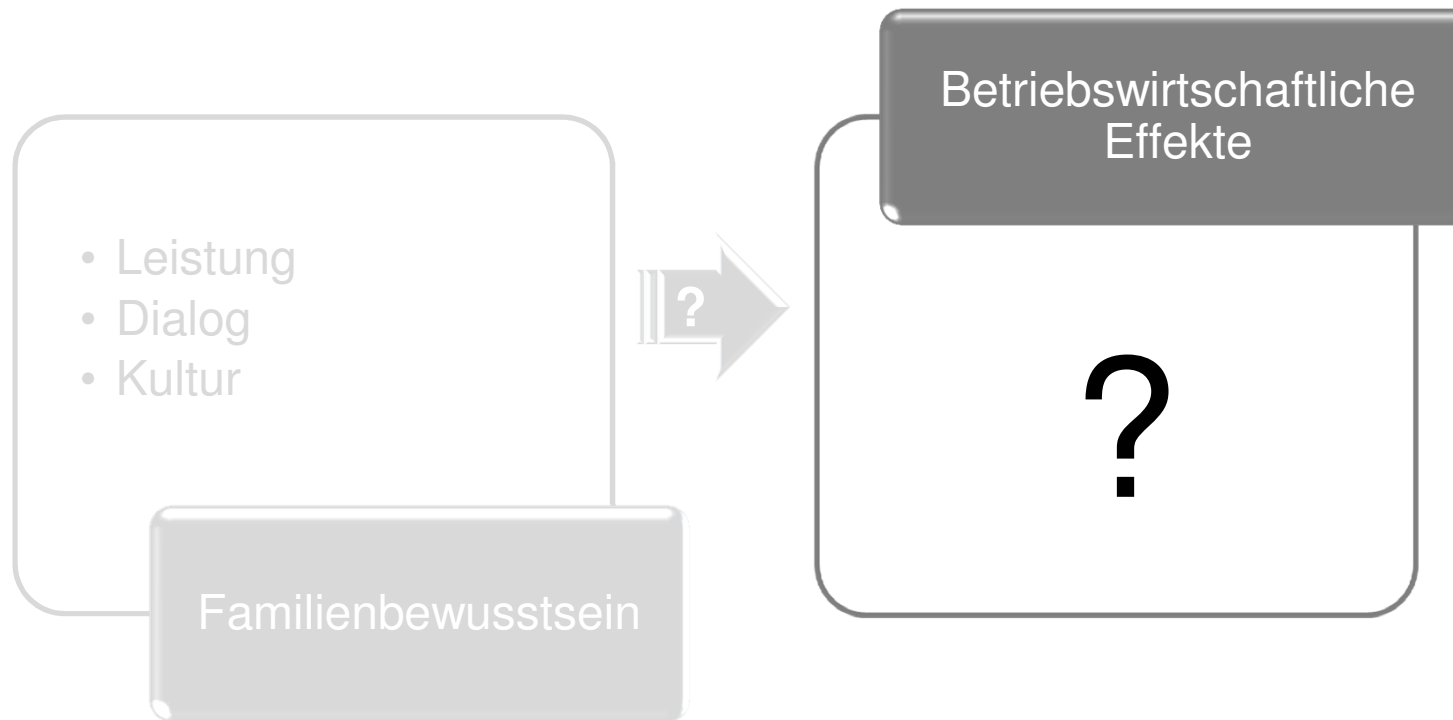 • Leistung
• Dialog
• Kultur
Familienbewusstsein
?
Betriebswirtschaftliche
Effekte
?